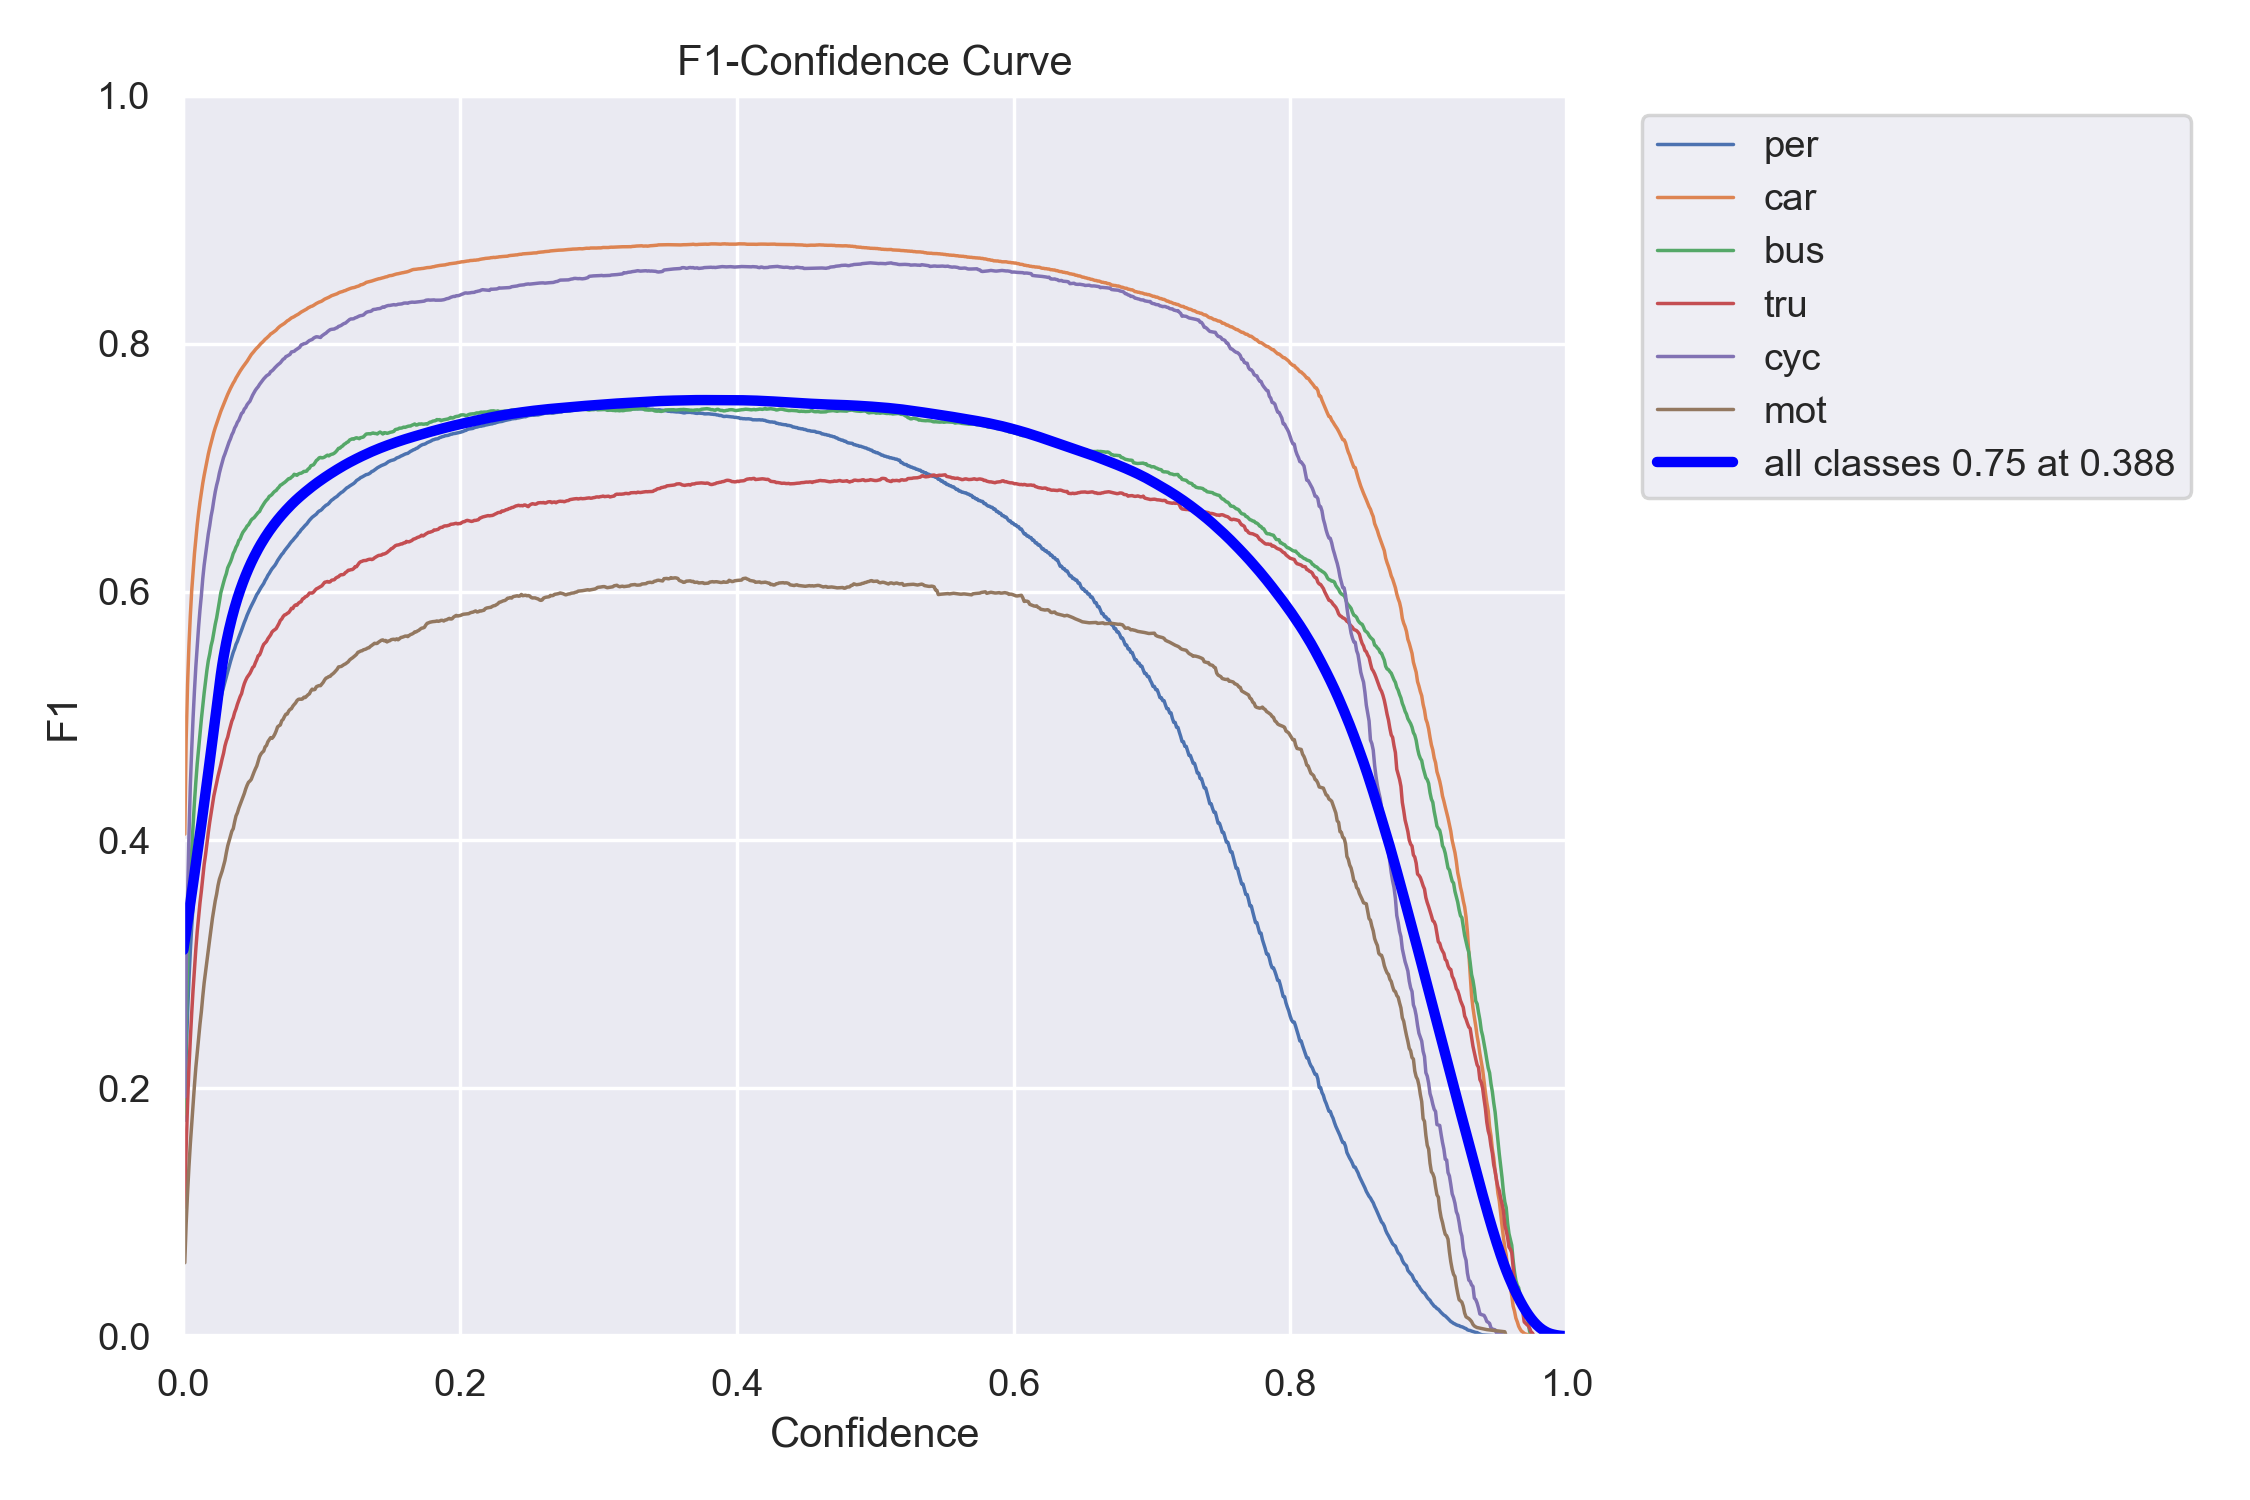 F1-Confidence Curve
1.0
0.8
0.6
0.4
0.2
0.0
F1
0.0 0.2 0.4 0.6 0.8 1.0
Confidence
per
car
bus
tru
cyc
mot
all classes 0.75 at 0.388